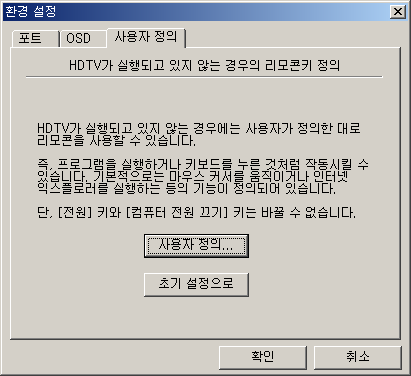 환경 설정
포트
OSD
사용자 정의
HDTV가 실행되고 있지 않는 경우의 리모콘키 정의
HDTV가 실행되고 있지 않는 경우에는 사용자가 정의한 대로
리모콘을 사용할 수 있습니다.
즉, 프로그램을 실행하거나 키보드를 누른 것처럼 작동시킬 수
있습니다. 기본적으로는 마우스 커서를 움직이거나 인터넷
익스플로러를 실행하는 등의 기능이 정의되어 있습니다.
단, [전원] 키와 [컴퓨터 전원 끄기] 키는 바꿀 수 없습니다.
사용자 정의...
초기 설정으로
확인
취소